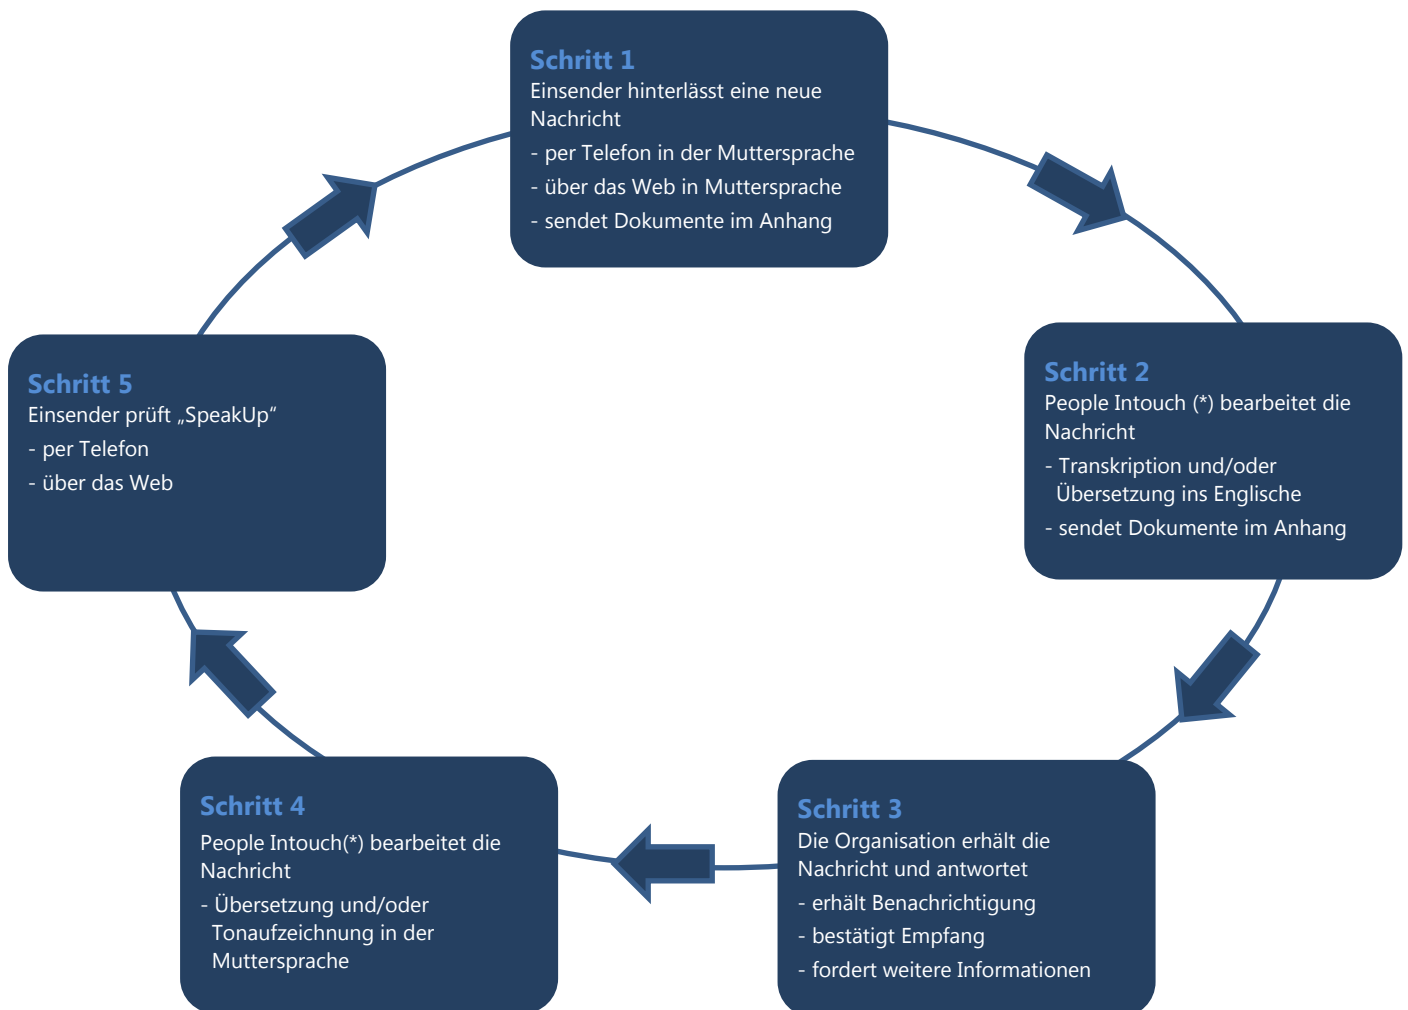 Schritt 1
Einsender hinterlässt eine neue
Nachricht
- per Telefon in der Muttersprache
- über das Web in Muttersprache
- sendet Dokumente im Anhang
Schritt 2
People Intouch (*) bearbeitet die
Nachricht
- Transkription und/oder
Übersetzung ins Englische
- sendet Dokumente im Anhang
Schritt 3
Die Organisation erhält die
Nachricht und antwortet
- erhält Benachrichtigung
- bestätigt Empfang
- fordert weitere Informationen
Schritt 4
People Intouch(*) bearbeitet die
Nachricht
- Übersetzung und/oder
Tonaufzeichnung in der
Muttersprache
Schritt 5
Einsender prüft „SpeakUp“
- per Telefon
- über das Web